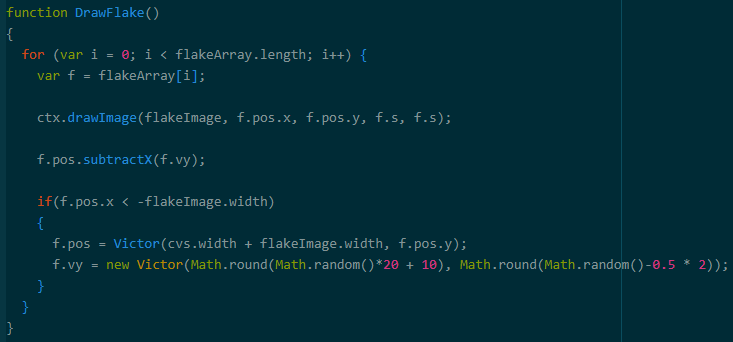 function DrawFlake()
{
  for (var i = 0; i < flakeArray.length; i++) {
    var f = flakeArray[i];

    ctx.drawImage(flakeImage, f.pos.x, f.pos.y, f.s, f.s);

    f.pos.subtractX(f.vy);

    if(f.pos.x < -flakeImage.width)
    {
      f.pos = Victor(cvs.width + flakeImage.width, f.pos.y);
      f.vy = new Victor(Math.round(Math.random()*20 + 10), Math.round(Math.random()-0.5 * 2));
    }
  }
}